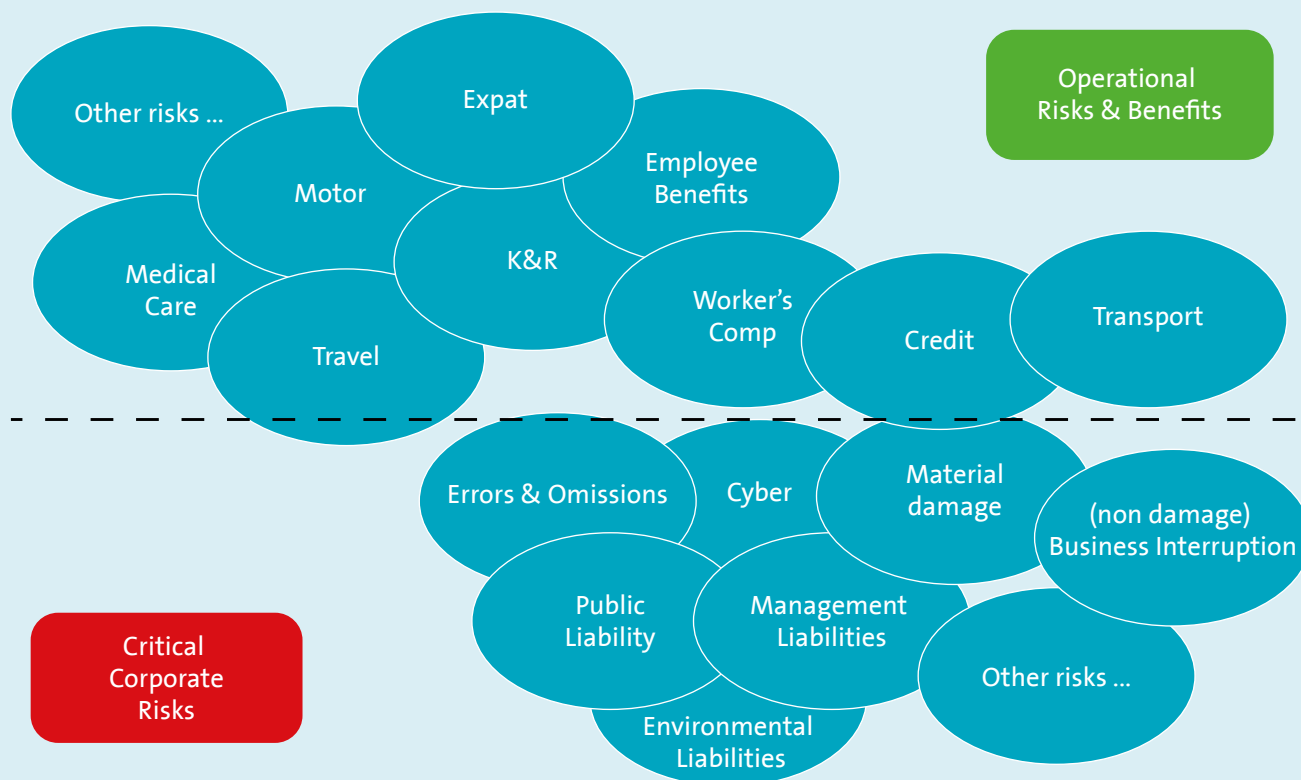 Other risks ...
Expat
Operational
Risks & Benefits
Motor
Employee
Benefits
Medical
Care
K&R
Worker’s
Comp
Transport
Travel
Credit
Errors & Omissions
Cyber
Material
damage
(non damage)
Business Interruption
Public
Liability
Management
Liabilities
Other risks ...
Critical
Corporate
Risks
Environmental
Liabilities